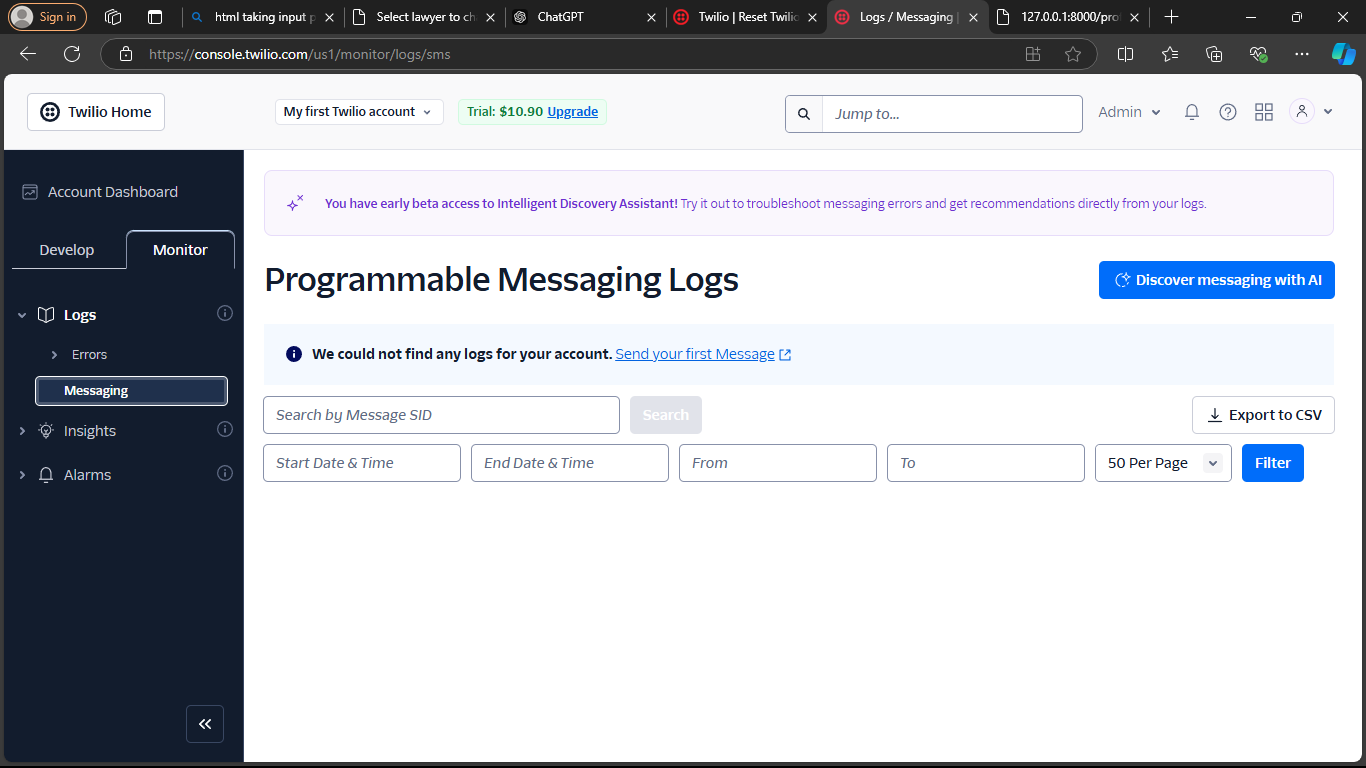 Sign in
html taking input p
Select lawyer to ch
ChatGPT
Twilio | Reset Twilio
Logs / Messaging |
127.0.0.1:8000/pro
https://console.twilio.com/us1/monitor/logs/sms
Twilio Home
My first Twilio account
Trial: $10.90 Upgrade
Jump to...
Admin
Account Dashboard
Develop
Monitor
Logs
Errors
Messaging
Insights
Alarms
You have early beta access to Intelligent Discovery Assistant! Try it out to troubleshoot messaging errors and get recommendations directly from your logs.
Programmable Messaging Logs
Discover messaging with AI
We could not find any logs for your account. Send your first Message
Search by Message SID
Search
Export to CSV
Start Date & Time
End Date & Time
From
To
50 Per Page
Filter